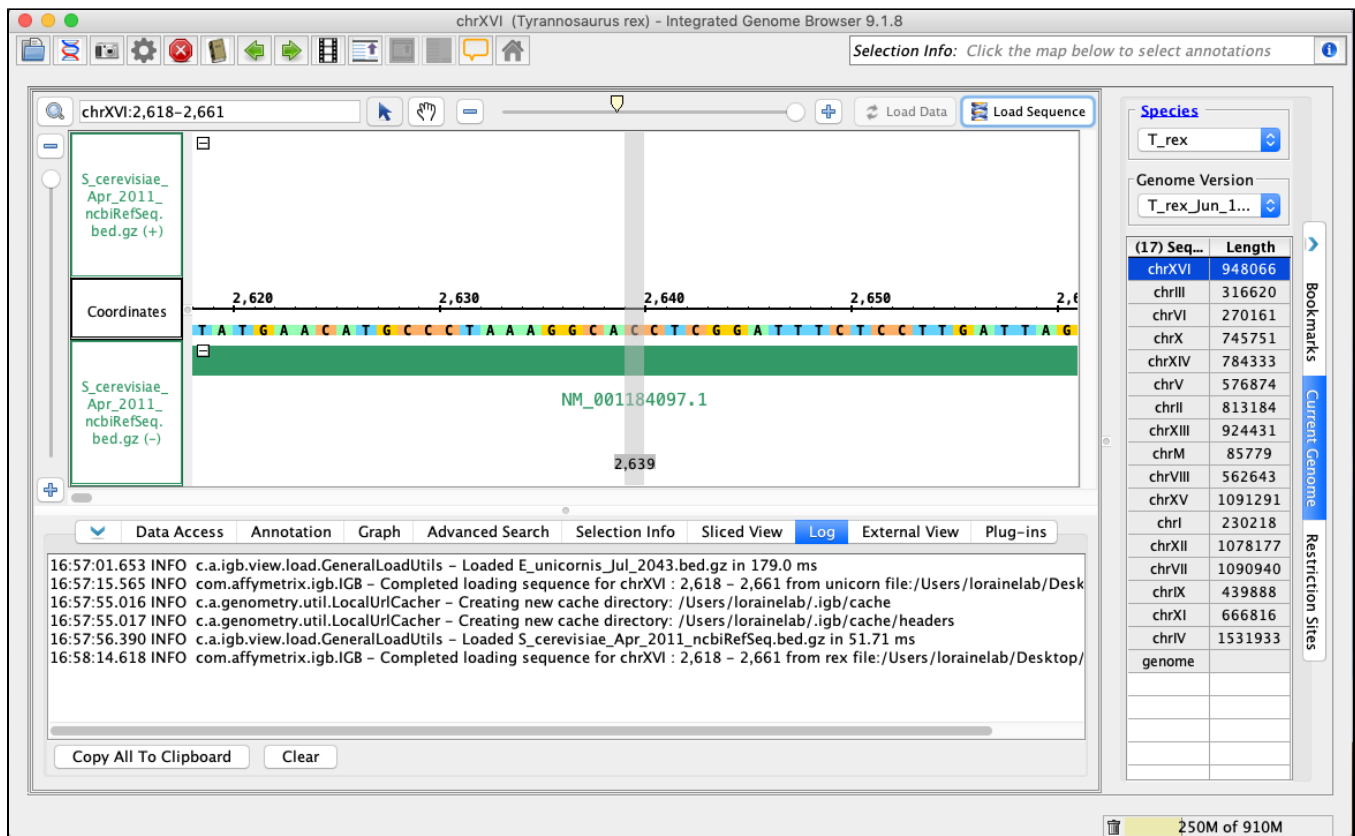 chrXVI (Tyrannosaurus rex) - Integrated Genome Browser 9.1.8
Selection Info: Click the map below to select annotations
chrXVI:2,618-2,661
Load Data
Load Sequence
S_cerevisiae_
Apr_2011_
ncbiRefSeq.
bed.gz (+)
Coordinates
2,620 2,630 2,640 2,650 2,6
T A T G A A C A T G C C C T A A A G G C A C C T C G G A T T T C T C C T T G A T T A G
S_cerevisiae_
Apr_2011_
ncbiRefSeq.
bed.gz (-)
NM_001184097.1
2,639
Data Access Annotation Graph Advanced Search Selection Info Sliced View Log External View Plug-ins
16:57:01.653 INFO c.a.igb.view.load.GeneralLoadUtils - Loaded E_unicornis_Jul_2043.bed.gz in 179.0 ms
16:57:15.565 INFO com.affymetrix.igb.IGB - Completed loading sequence for chrXVI : 2,618 - 2,661 from unicorn file:/Users/lorainelab/Desk
16:57:55.016 INFO c.a.genometry.util.LocalUrlCacher - Creating new cache directory: /Users/lorainelab/.igb/cache
16:57:55.017 INFO c.a.genometry.util.LocalUrlCacher - Creating new cache directory: /Users/lorainelab/.igb/cache/headers
16:57:56.390 INFO c.a.igb.view.load.GeneralLoadUtils - Loaded S_cerevisiae_Apr_2011_ncbiRefSeq.bed.gz in 51.71 ms
16:58:14.618 INFO com.affymetrix.igb.IGB - Completed loading sequence for chrXVI : 2,618 - 2,661 from rex file:/Users/lorainelab/Desktop/
Copy All To Clipboard Clear
Species
T_rex
Genome Version
T_rex_Jun_1...
(17) Seq... Length
chrXVI 948066
chrIII 316620
chrVI 270161
chrX 745751
chrXIV 784333
chrV 576874
chrII 813184
chrXIII 924431
chrM 85779
chrVIII 562643
chrXV 1091291
chrI 230218
chrXII 1078177
chrVII 1090940
chrIX 439888
chrXI 666816
chrIV 1531933
genome
Bookmarks
Current Genome
Restriction Sites
250M of 910M